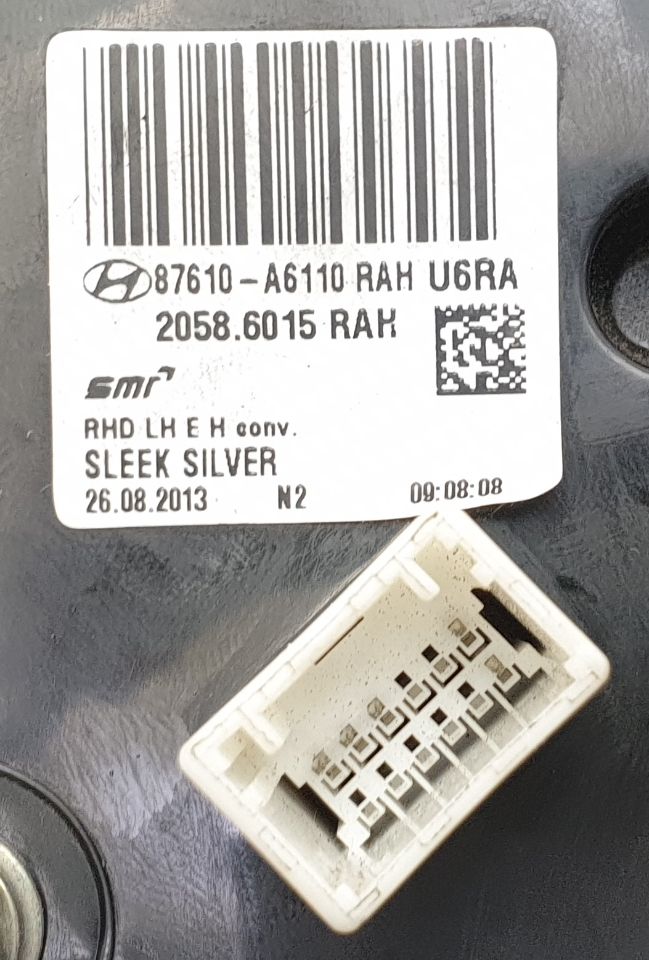 87610-A6110 RAH U6RA
2058.6015 RAH
smr
RHD LH E H conv.
SLEEK SILVER
26.08.2013 N2 09:08:08